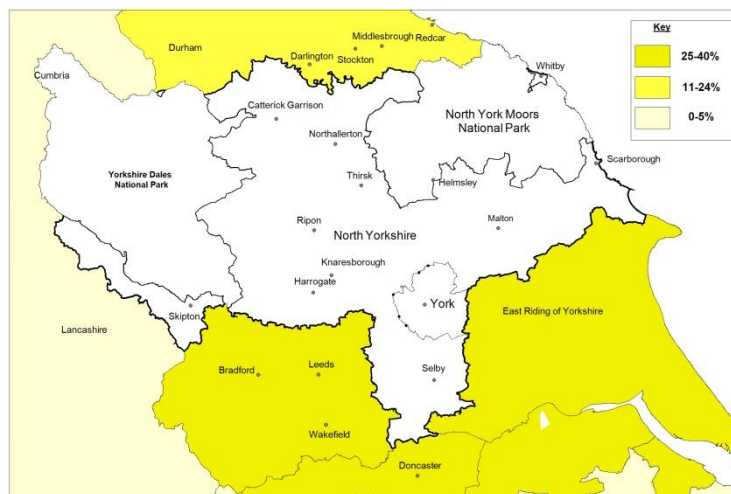 Key
25-40%
11-24%
0-5%
Durham
Middlesbrough
Redcar
Stockton
Darlington
Cumbria
Whitby
Catterick Garrison
North York Moors
National Park
Northallerton
Scarborough
Yorkshire Dales
National Park
Thirsk
Helmsley
Ripon
North Yorkshire
Malton
Knaresborough
Harrogate
York
Skipton
East Riding of Yorkshire
Lancashire
Bradford
Leeds
Selby
Wakefield
Doncaster